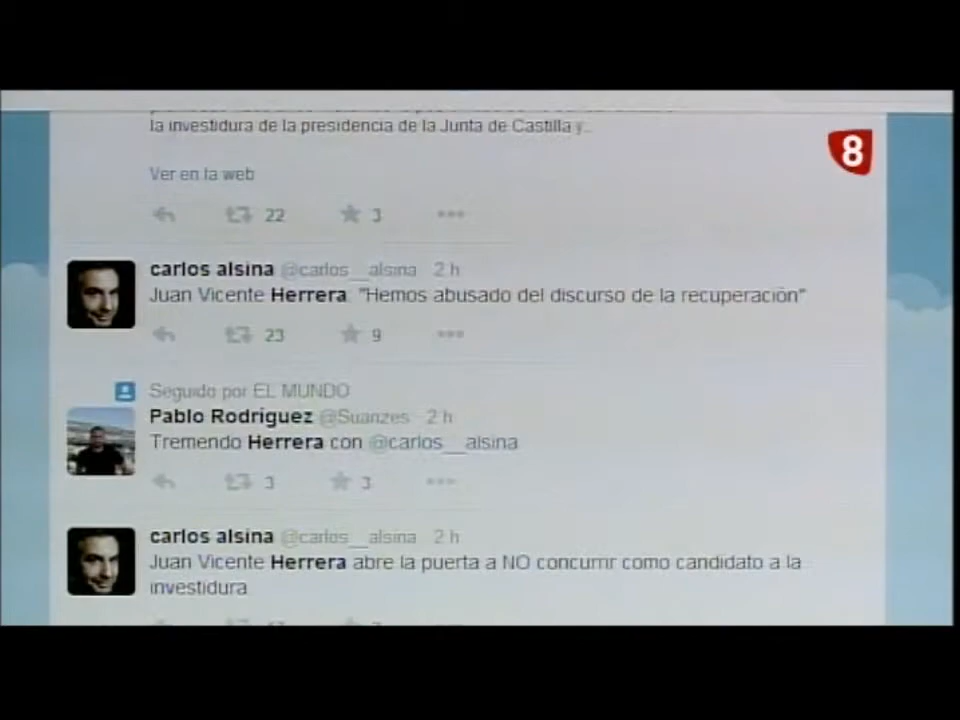 la investidura de la presidencia de la Junta de Castilla y...
8
Ver en la web
22 3
carlos alsina @carlos__alsina 2 h
Juan Vicente Herrera: "Hemos abusado del discurso de la recuperación"
23 9
Seguido por EL MUNDO
Pablo Rodríguez @Suanzes 2 h
Tremendo Herrera con @carlos__alsina
3 3
carlos alsina @carlos__alsina 2 h
Juan Vicente Herrera abre la puerta a NO concurrir como candidato a la
investidura